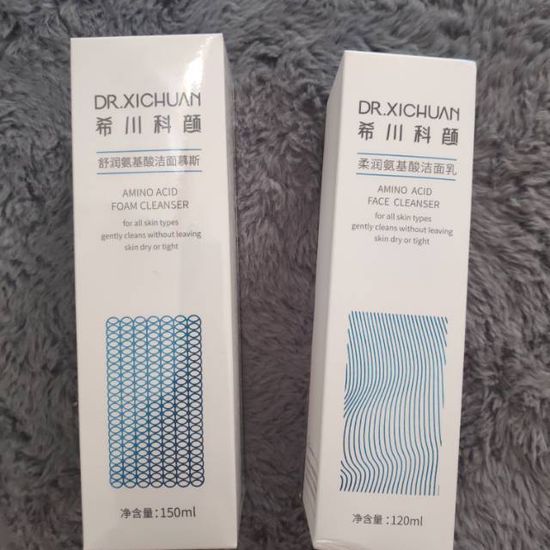 DR.XICHUAN
希川科颜
舒润氨基酸洁面慕斯
AMINO ACID
FOAM CLEANSER
for all skin types
gently cleans without leaving
skin dry or tight
净含量:150ml
DR.XICHUAN
希川科颜
柔润氨基酸洁面乳
AMINO ACID
FACE CLEANSER
for all skin types
gently cleans without leaving
skin dry or tight
净含量:120ml